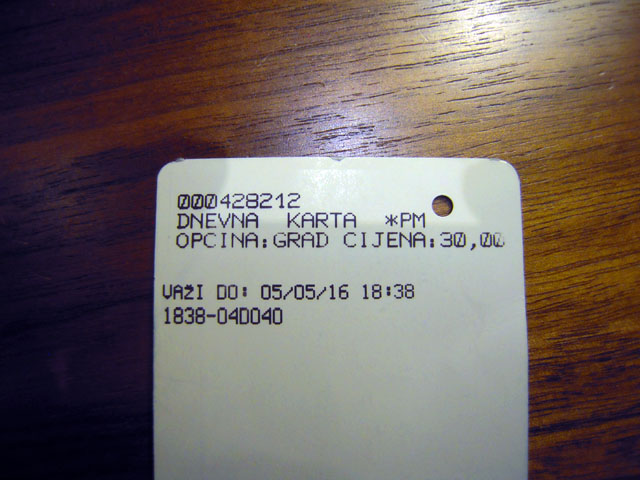 000428212
DNEVNA KARTA *PM
OPCINA:GRAD CIJENA:30,00
VAŽI DO: 05/05/16 18:38
1838-04D040